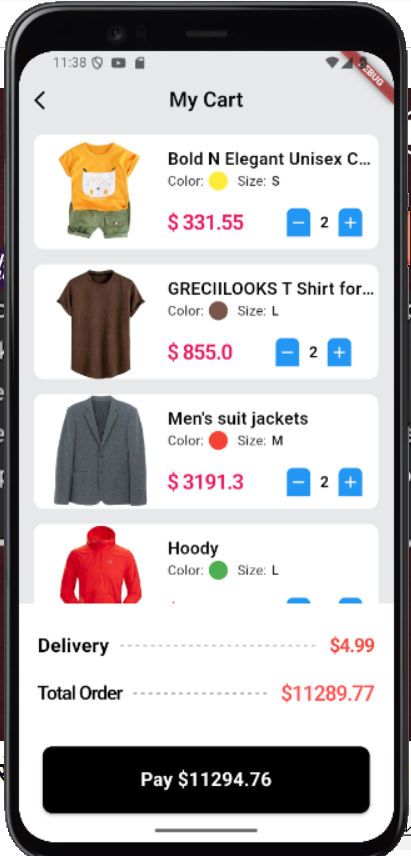 11:38
DEBUG
My Cart
Bold N Elegant Unisex C...
Color: Size: S
$ 331.55
− 2 +
GRECIILOOKS T Shirt for...
Color: Size: L
$ 855.0
− 2 +
Men's suit jackets
Color: Size: M
$ 3191.3
− 2 +
Hoody
Color: Size: L
Delivery $4.99
Total Order $11289.77
Pay $11294.76